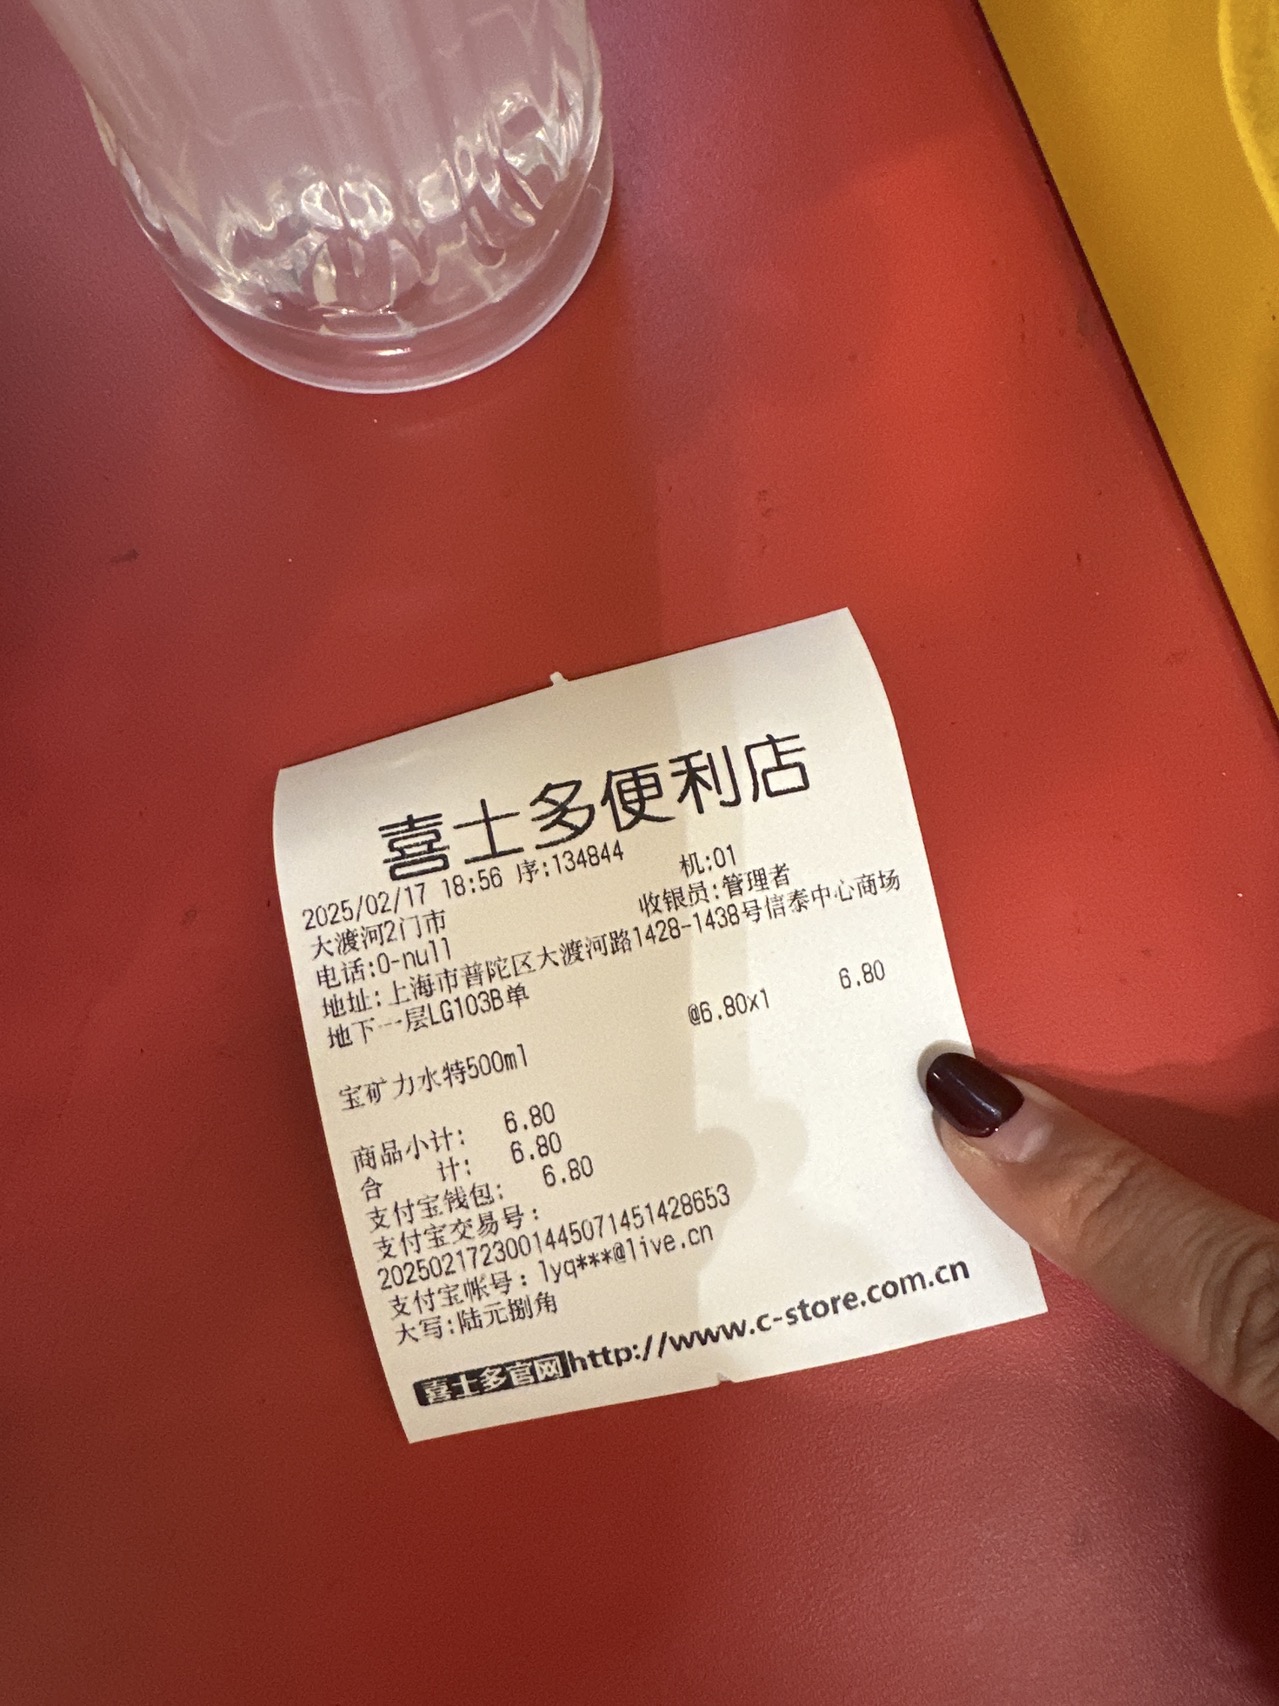 喜士多便利店
2025/02/17 18:56 序:134844 机:01
大渡河2门市 收银员:管理者
电话:0-null
地址:上海市普陀区大渡河路1428-1438号信泰中心商场
地下一层LG103B单
@6.80x1 6.80
宝矿力水特500ml
商品小计: 6.80
合 计: 6.80
支付宝钱包: 6.80
支付宝交易号:
2025021723001445071451428653
支付宝帐号:lyq***@live.cn
大写:陆元捌角
喜士多官网http://www.c-store.com.cn